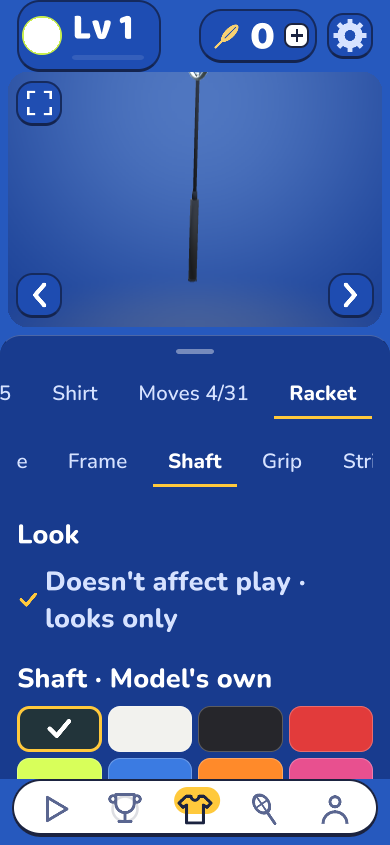 Lv 1
0
5 Shirt Moves 4/31 Racket
e Frame Shaft Grip Stri
Look
Doesn't affect play ·
looks only
Shaft · Model's own